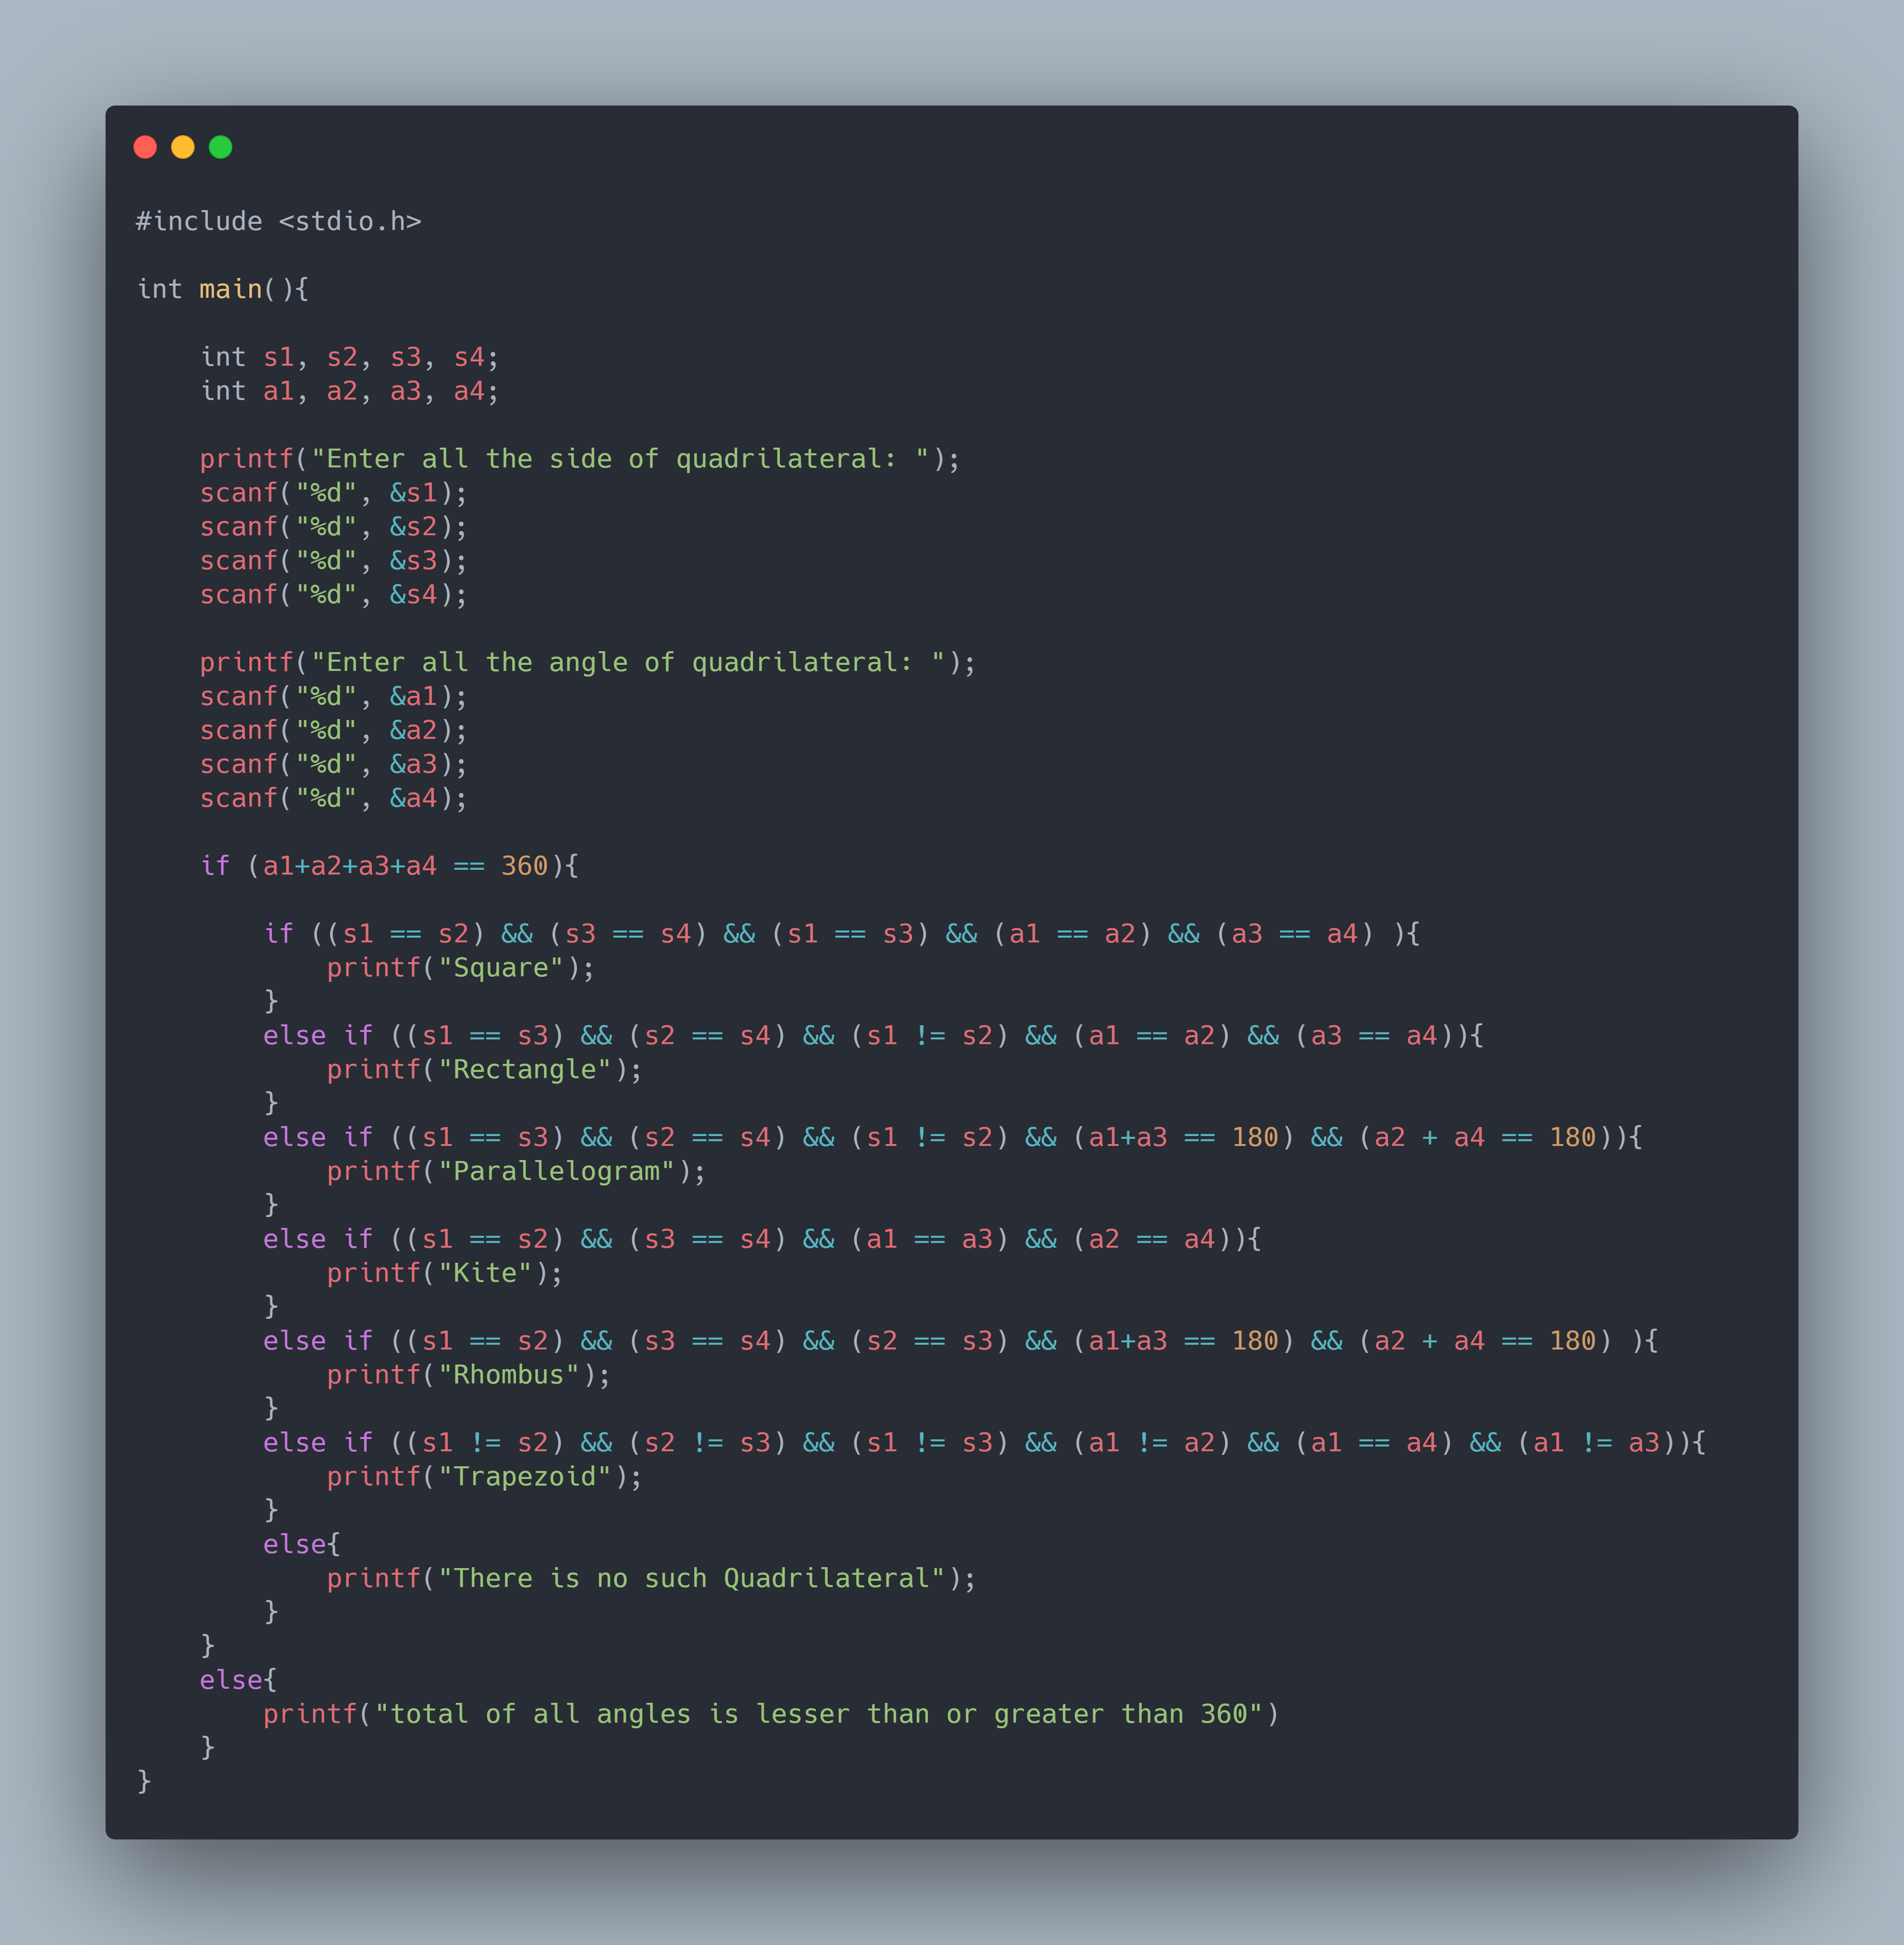 #include <stdio.h>
int main(){
int s1, s2, s3, s4;
int a1, a2, a3, a4;
printf("Enter all the side of quadrilateral: ");
scanf("%d", &s1);
scanf("%d", &s2);
scanf("%d", &s3);
scanf("%d", &s4);
printf("Enter all the angle of quadrilateral: ");
scanf("%d", &a1);
scanf("%d", &a2);
scanf("%d", &a3);
scanf("%d", &a4);
if (a1+a2+a3+a4 == 360){
if ((s1 == s2) && (s3 == s4) && (s1 == s3) && (a1 == a2) && (a3 == a4) ){
printf("Square");
}
else if ((s1 == s3) && (s2 == s4) && (s1 != s2) && (a1 == a2) && (a3 == a4)){
printf("Rectangle");
}
else if ((s1 == s3) && (s2 == s4) && (s1 != s2) && (a1+a3 == 180) && (a2 + a4 == 180)){
printf("Parallelogram");
}
else if ((s1 == s2) && (s3 == s4) && (a1 == a3) && (a2 == a4)){
printf("Kite");
}
else if ((s1 == s2) && (s3 == s4) && (s2 == s3) && (a1+a3 == 180) && (a2 + a4 == 180) ){
printf("Rhombus");
}
else if ((s1 != s2) && (s2 != s3) && (s1 != s3) && (a1 != a2) && (a1 == a4) && (a1 != a3)){
printf("Trapezoid");
}
else{
printf("There is no such Quadrilateral");
}
}
else{
printf("total of all angles is lesser than or greater than 360")
}
}